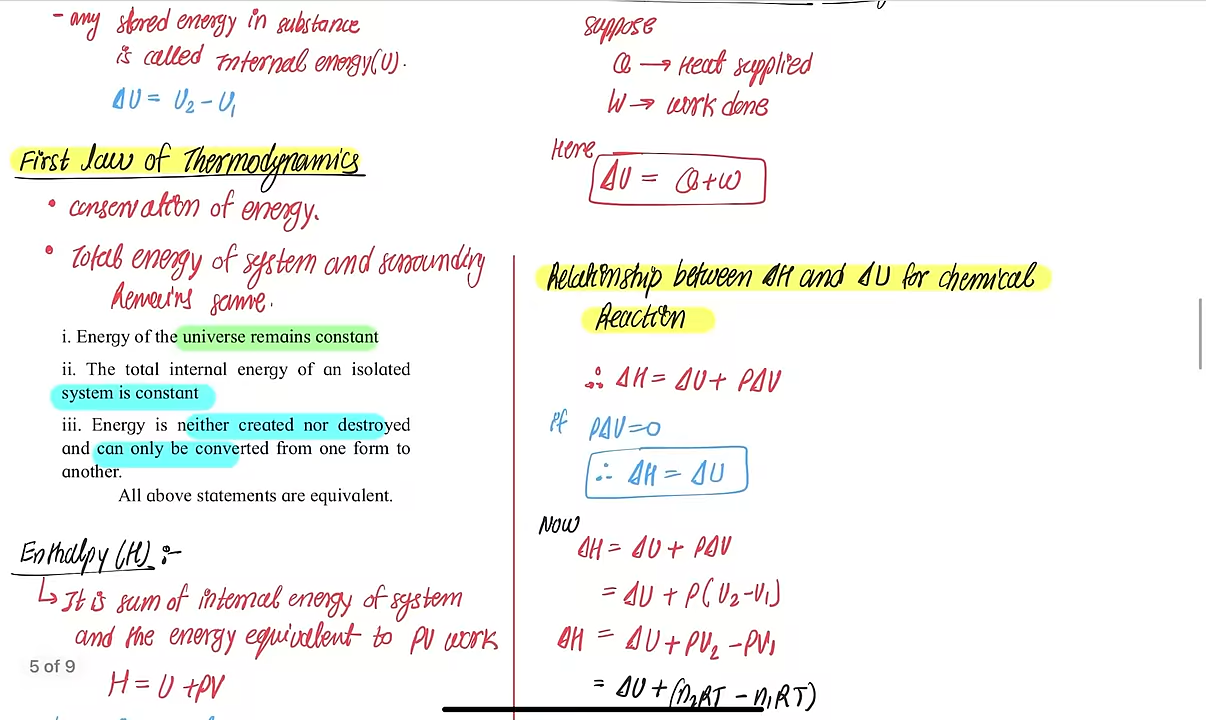 - any stored energy in substance
is called internal energy(U).
ΔU = U₂ - U₁
First law of Thermodynamics
• conservation of energy.
• Total energy of system and surrounding
Remains same.
i. Energy of the universe remains constant
ii. The total internal energy of an isolated
system is constant
iii. Energy is neither created nor destroyed
and can only be converted from one form to
another.
All above statements are equivalent.
Enthalpy (H) :-
↳ It is sum of internal energy of system
and the energy equivalent to PV work
5 of 9
H = U + PV
suppose
Q → Heat supplied
W → work done
Here
ΔU = Q+W
Relationship between ΔH and ΔU for chemical
Reaction
∴ ΔH = ΔU + PΔV
if PΔV=0
∴ ΔH = ΔU
Now
ΔH = ΔU + PΔV
= ΔU + P(V₂-V₁)
ΔH = ΔU + PV₂ - PV₁
= ΔU + (n₂RT - n₁RT)